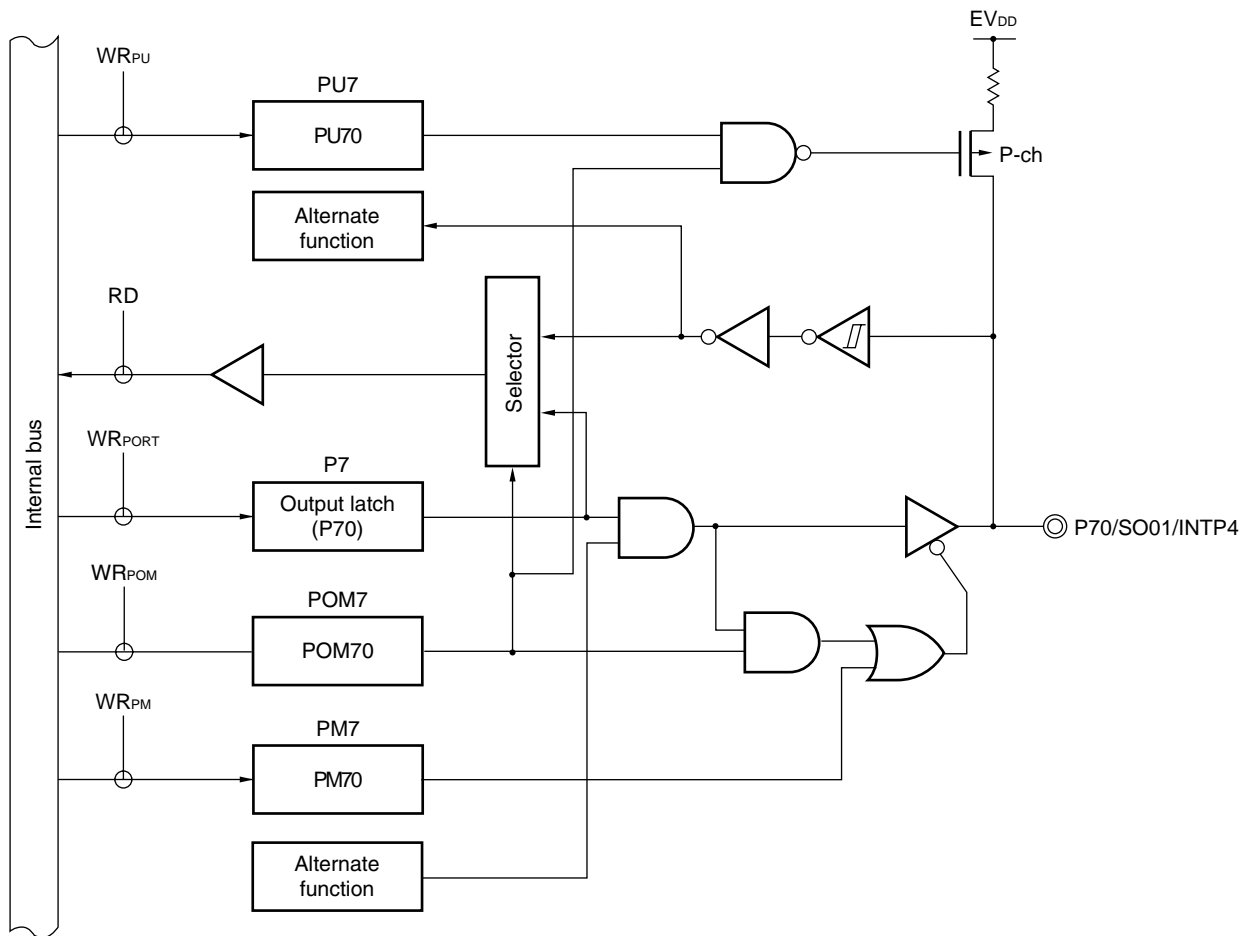 EVDD
WRPU
PU7
PU70
P-ch
Alternate
function
RD
Selector
Internal bus
WRPORT
P7
Output latch
(P70)
P70/SO01/INTP4
WRPOM
POM7
POM70
WRPM
PM7
PM70
Alternate
function